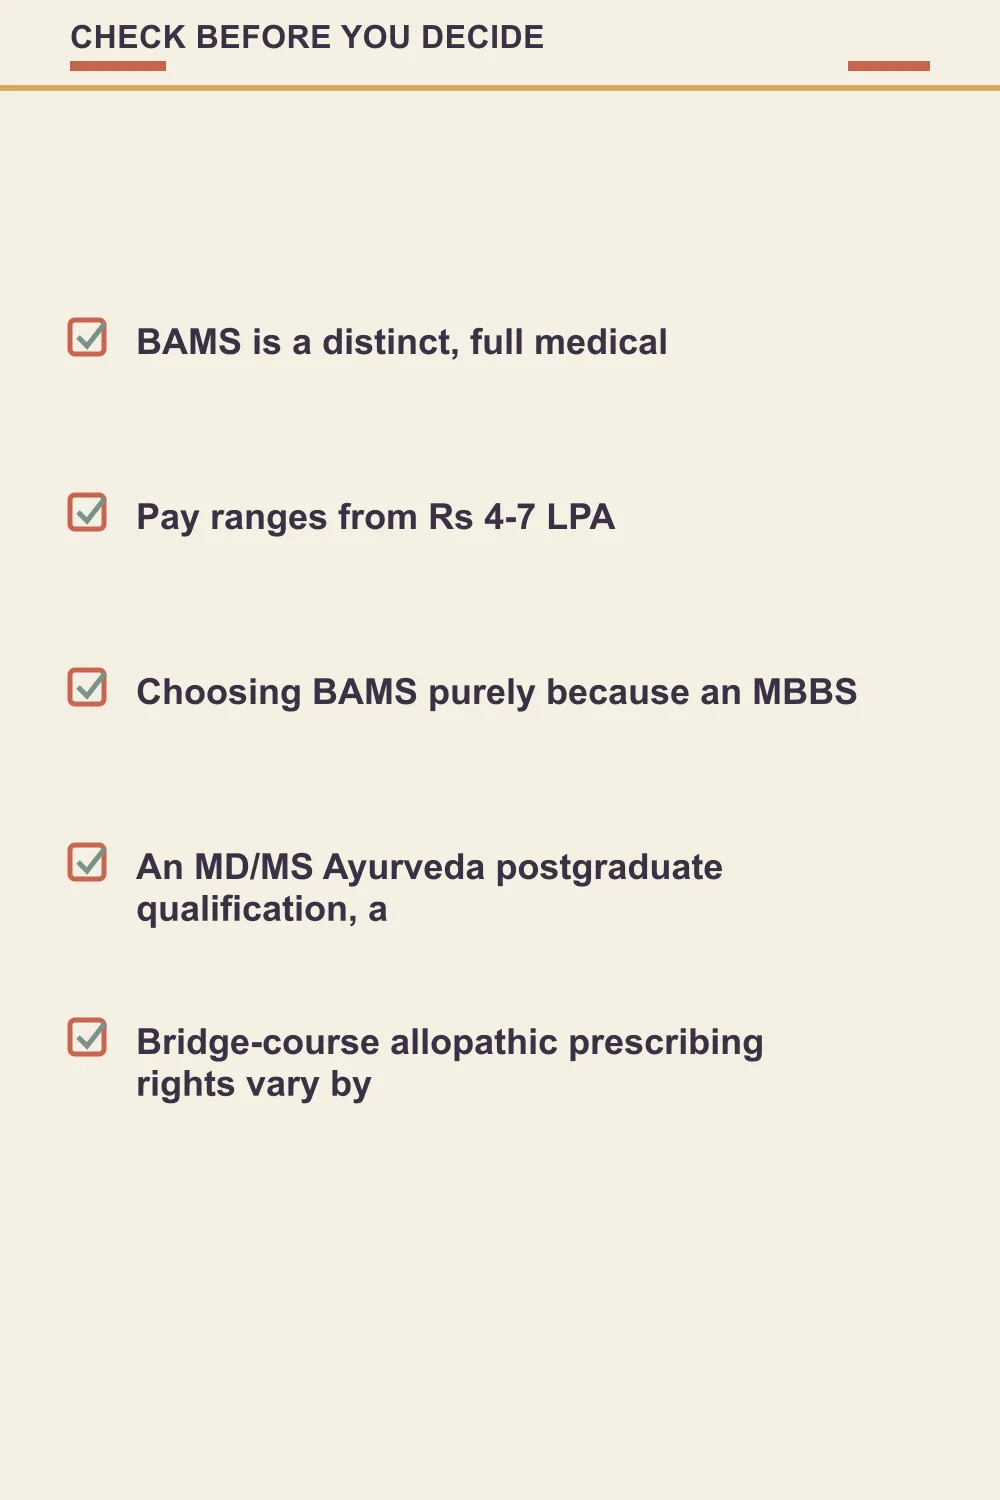 CHECK BEFORE YOU DECIDE
BAMS is a distinct, full medical
Pay ranges from Rs 4-7 LPA
Choosing BAMS purely because an MBBS
An MD/MS Ayurveda postgraduate
qualification, a
Bridge-course allopathic prescribing
rights vary by